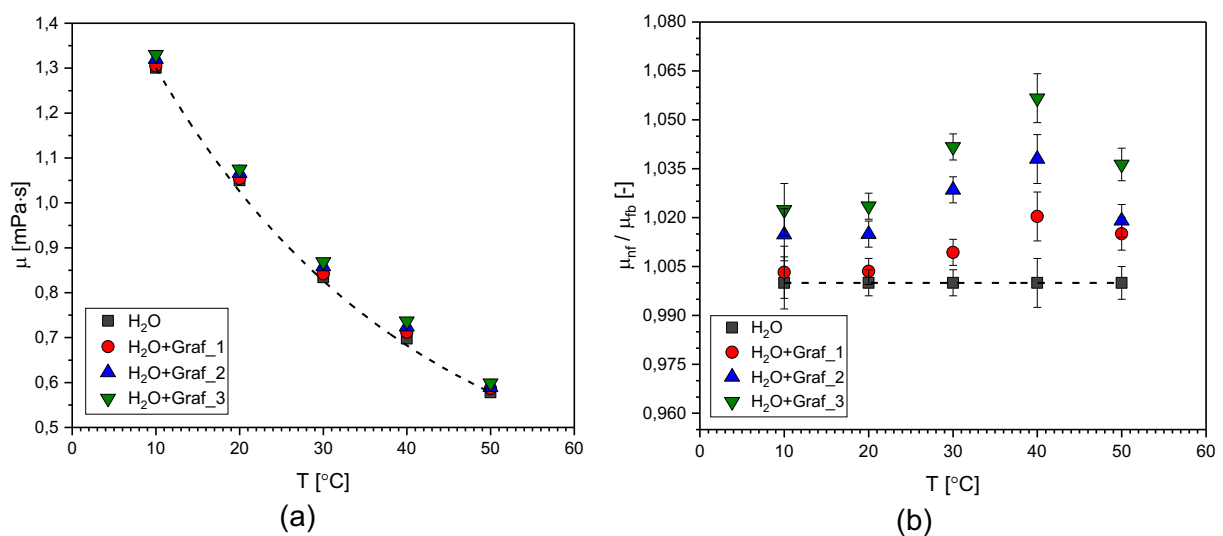 1,4
1,3
1,2
1,1
1,0
0,9
0,8
0,7
0,6
0,5
μ [mPa·s]
0 10 20 30 40 50 60
T [°C]
H₂O
H₂O+Graf_1
H₂O+Graf_2
H₂O+Graf_3
(a)
1,080
1,065
1,050
1,035
1,020
1,005
0,990
0,975
0,960
μnf / μfb [-]
0 10 20 30 40 50 60
T [°C]
H₂O
H₂O+Graf_1
H₂O+Graf_2
H₂O+Graf_3
(b)